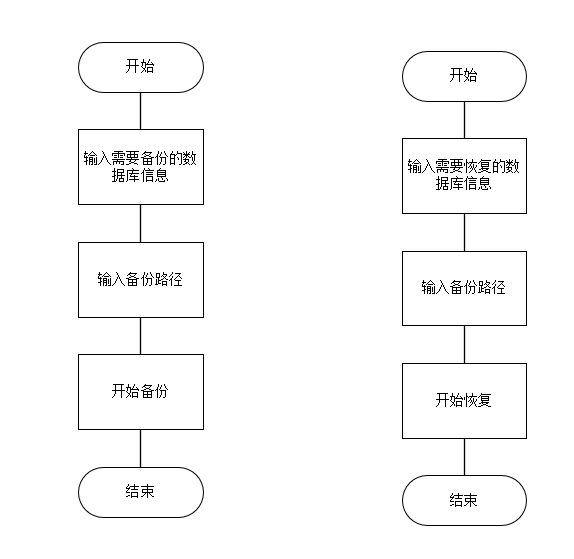 开始
输入需要备份的数
据库信息
输入备份路径
开始备份
结束
开始
输入需要恢复的数
据库信息
输入备份路径
开始恢复
结束